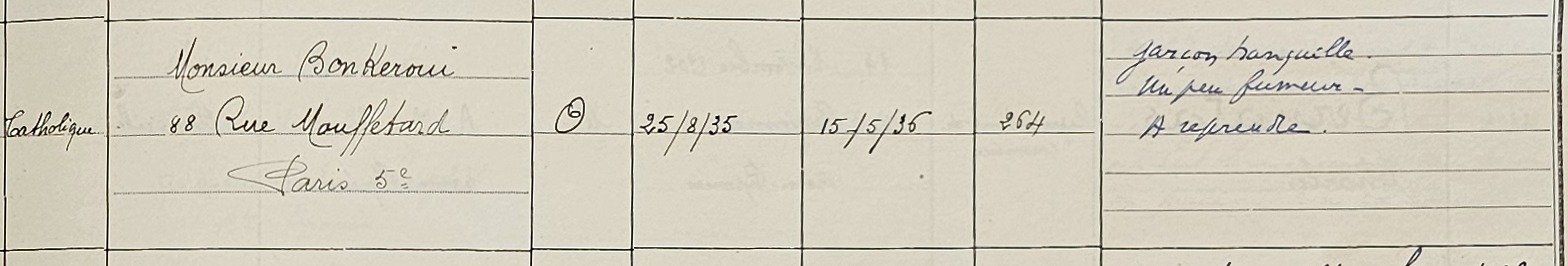 Catholique
Monsieur Bonkeroui
88 Rue Mouffetard
Paris 5e
O
25/8/35
15/5/36
264
garçon tranquille.
Un peu fumeur -
A reprendre.